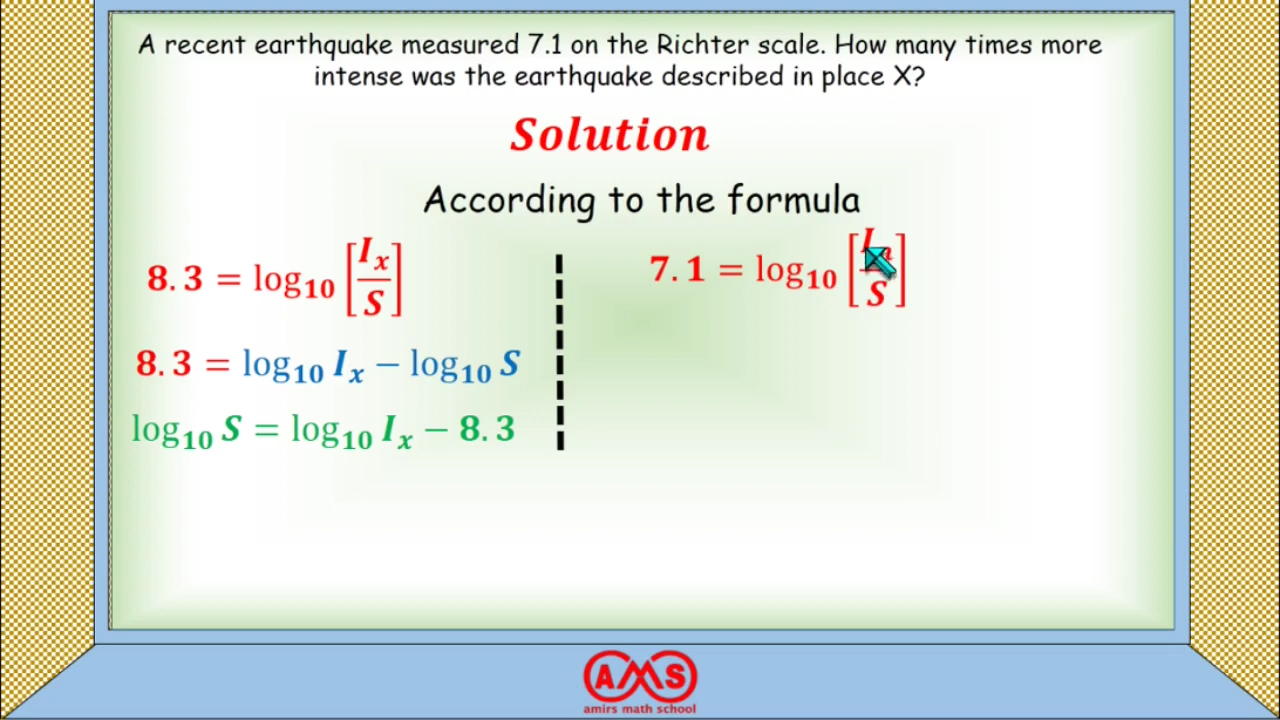 A recent earthquake measured 7.1 on the Richter scale. How many times more
intense was the earthquake described in place X?
Solution
According to the formula
8.3 = log₁₀ [Iₓ/S]
8.3 = log₁₀ Iₓ − log₁₀ S
log₁₀ S = log₁₀ Iₓ − 8.3
7.1 = log₁₀ [I/S]
AMS
amirs math school